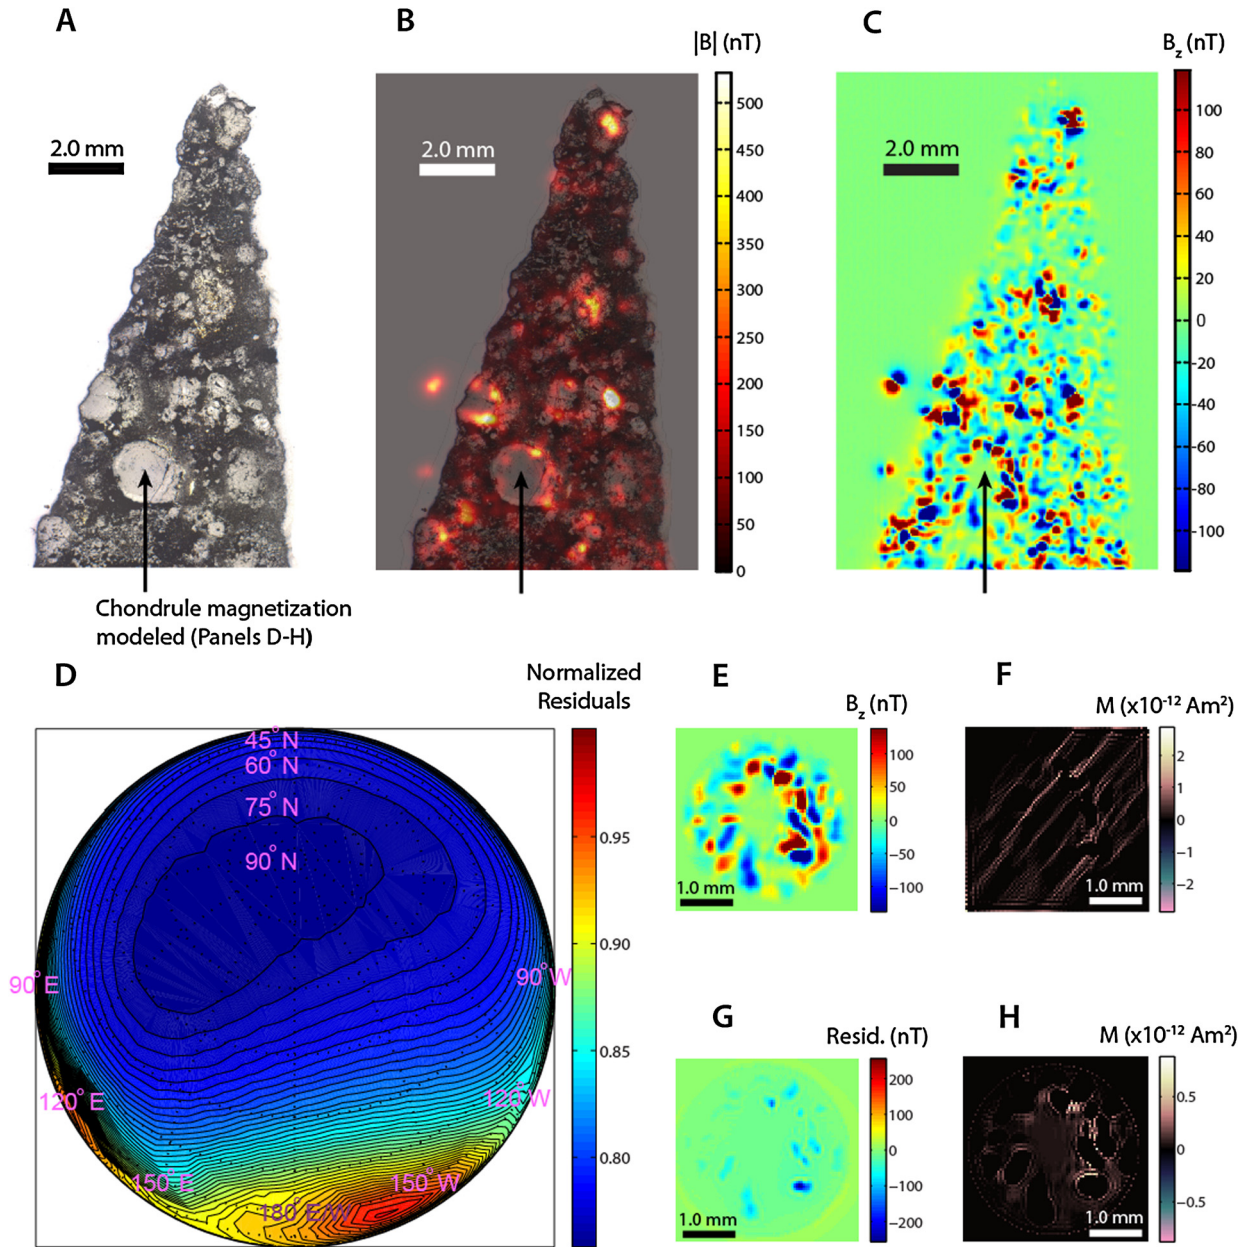 A
B
C
|B| (nT)
B_z (nT)
2.0 mm
2.0 mm
2.0 mm
500
450
400
350
300
250
200
150
100
50
0
100
80
60
40
20
0
-20
-40
-60
-80
-100
Chondrule magnetization
modeled (Panels D-H)
D
Normalized
Residuals
45° N
60° N
75° N
90° N
90° E
90° W
120° E
120° W
150° E
150° W
180° E/W
0.95
0.90
0.85
0.80
E
B_z (nT)
100
50
0
−50
−100
1.0 mm
F
M (x10⁻¹² Am²)
2
1
0
−1
−2
1.0 mm
G
Resid. (nT)
200
100
0
−100
−200
1.0 mm
H
M (x10⁻¹² Am²)
0.5
0
−0.5
1.0 mm